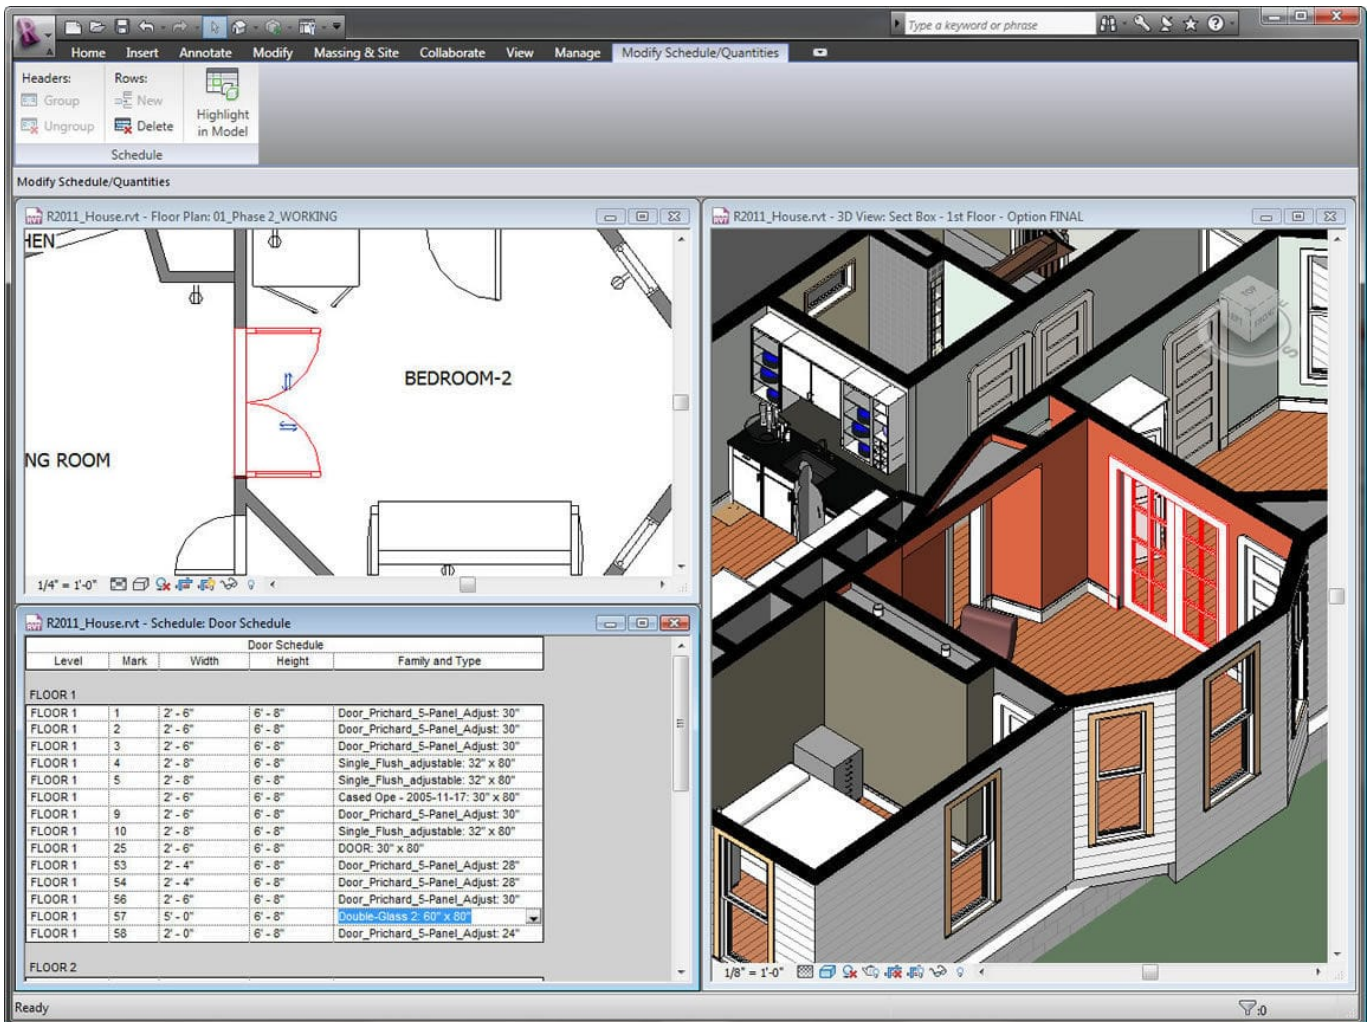 Type a keyword or phrase
Home Insert Annotate Modify Massing & Site Collaborate View Manage Modify Schedule/Quantities
Headers: Rows:
Group New
Ungroup Delete
Highlight
in Model
Schedule
Modify Schedule/Quantities
R2011_House.rvt - Floor Plan: 01_Phase 2_WORKING
HEN
BEDROOM-2
NG ROOM
1/4" = 1'-0"
R2011_House.rvt - Schedule: Door Schedule
Door Schedule
Level Mark Width Height Family and Type
FLOOR 1
FLOOR 1 1 2' - 6" 6' - 8" Door_Prichard_5-Panel_Adjust: 30"
FLOOR 1 2 2' - 6" 6' - 8" Door_Prichard_5-Panel_Adjust: 30"
FLOOR 1 3 2' - 6" 6' - 8" Door_Prichard_5-Panel_Adjust: 30"
FLOOR 1 4 2' - 8" 6' - 8" Single_Flush_adjustable: 32" x 80"
FLOOR 1 5 2' - 8" 6' - 8" Single_Flush_adjustable: 32" x 80"
FLOOR 1 2' - 6" 6' - 8" Cased Ope - 2005-11-17: 30" x 80"
FLOOR 1 9 2' - 6" 6' - 8" Door_Prichard_5-Panel_Adjust: 30"
FLOOR 1 10 2' - 8" 6' - 8" Single_Flush_adjustable: 32" x 80"
FLOOR 1 25 2' - 6" 6' - 8" DOOR: 30" x 80"
FLOOR 1 53 2' - 4" 6' - 8" Door_Prichard_5-Panel_Adjust: 28"
FLOOR 1 54 2' - 4" 6' - 8" Door_Prichard_5-Panel_Adjust: 28"
FLOOR 1 56 2' - 6" 6' - 8" Door_Prichard_5-Panel_Adjust: 30"
FLOOR 1 57 5' - 0" 6' - 8" Double-Glass 2: 60" x 80"
FLOOR 1 58 2' - 0" 6' - 8" Door_Prichard_5-Panel_Adjust: 24"
FLOOR 2
R2011_House.rvt - 3D View: Sect Box - 1st Floor - Option FINAL
TOP
FRONT
S
1/8" = 1'-0"
Ready
:0